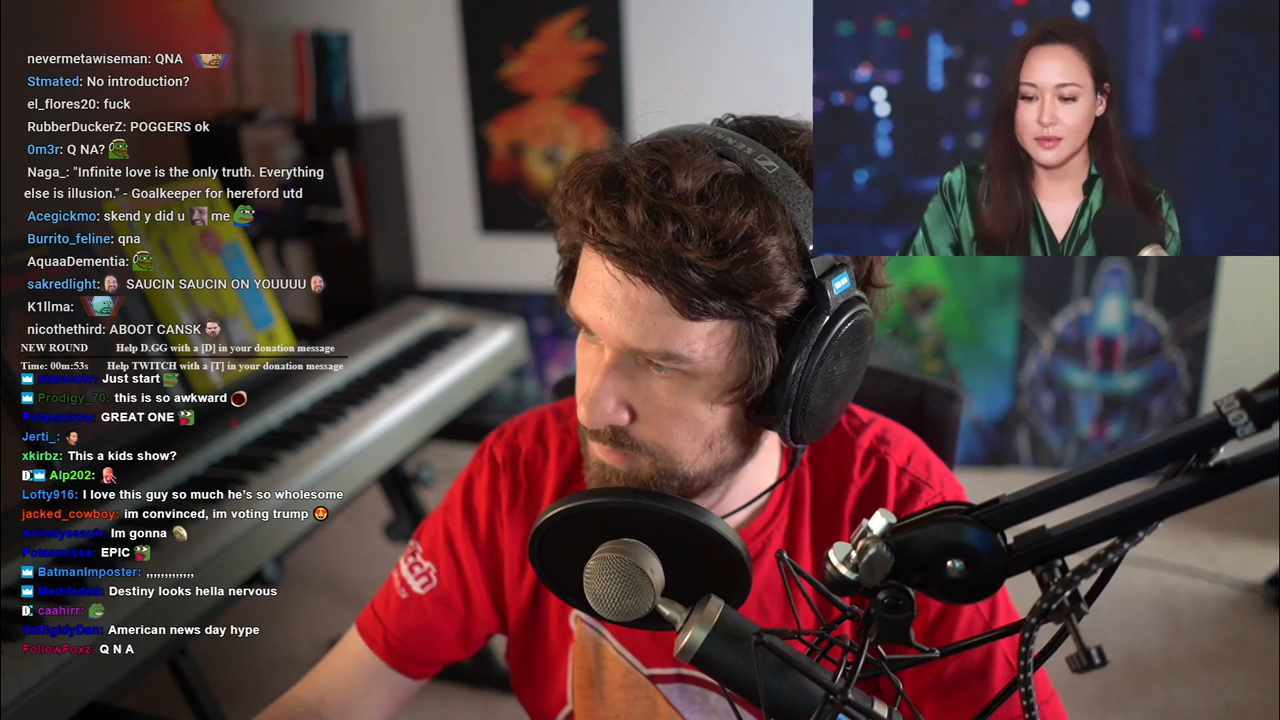 nevermetawiseman: QNA
Stmated: No introduction?
el_flores20: fuck
RubberDuckerZ: POGGERS ok
0m3r: Q NA?
Naga_: "Infinite love is the only truth. Everything
else is illusion." - Goalkeeper for hereford utd
Acegickmo: skend y did u me
Burrito_feline: qna
AquaaDementia:
sakredlight: SAUCIN SAUCIN ON YOUUUU
K1llma:
nicothethird: ABOOT CANSK
NEW ROUND Help D.GG with a [D] in your donation message
Time: 00m:53s Help TWITCH with a [T] in your donation message
Just start
Prodigy_70: this is so awkward
GREAT ONE
Jerti_:
xkirbz: This a kids show?
Alp202:
Lofty916: I love this guy so much he's so wholesome
jacked_cowboy: im convinced, im voting trump
Im gonna
EPIC
BatmanImposter: ,,,,,,,,,,,,,
Destiny looks hella nervous
caahirr:
American news day hype
FollowFoxz: Q N A